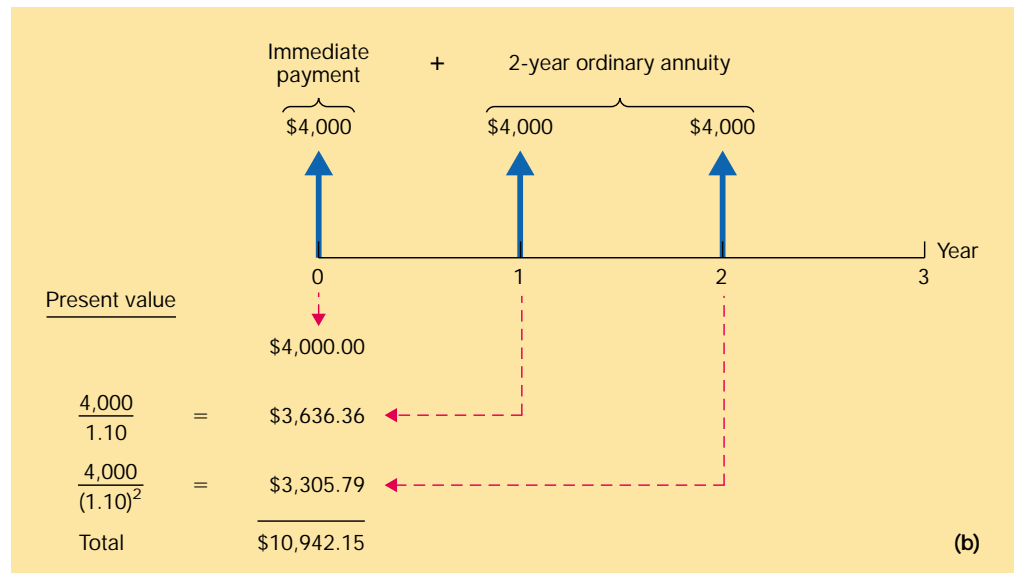 Immediate
payment + 2-year ordinary annuity
$4,000 $4,000 $4,000
Year
0 1 2 3
Present value
$4,000.00
4,000
1.10 = $3,636.36
4,000
(1.10)² = $3,305.79
Total $10,942.15
(b)